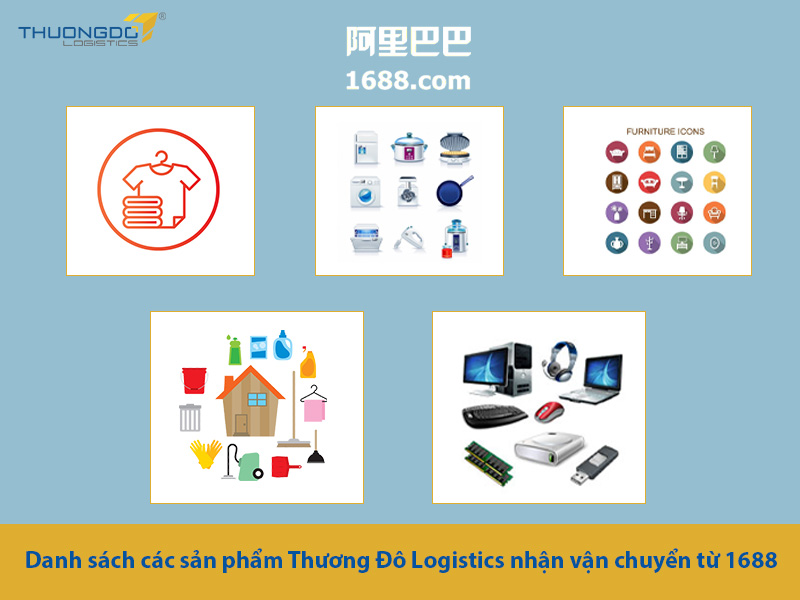 THUONGDO®
LOGISTICS
阿里巴巴
1688.com
FURNITURE ICONS
Danh sách các sản phẩm Thương Đô Logistics nhận vận chuyển từ 1688